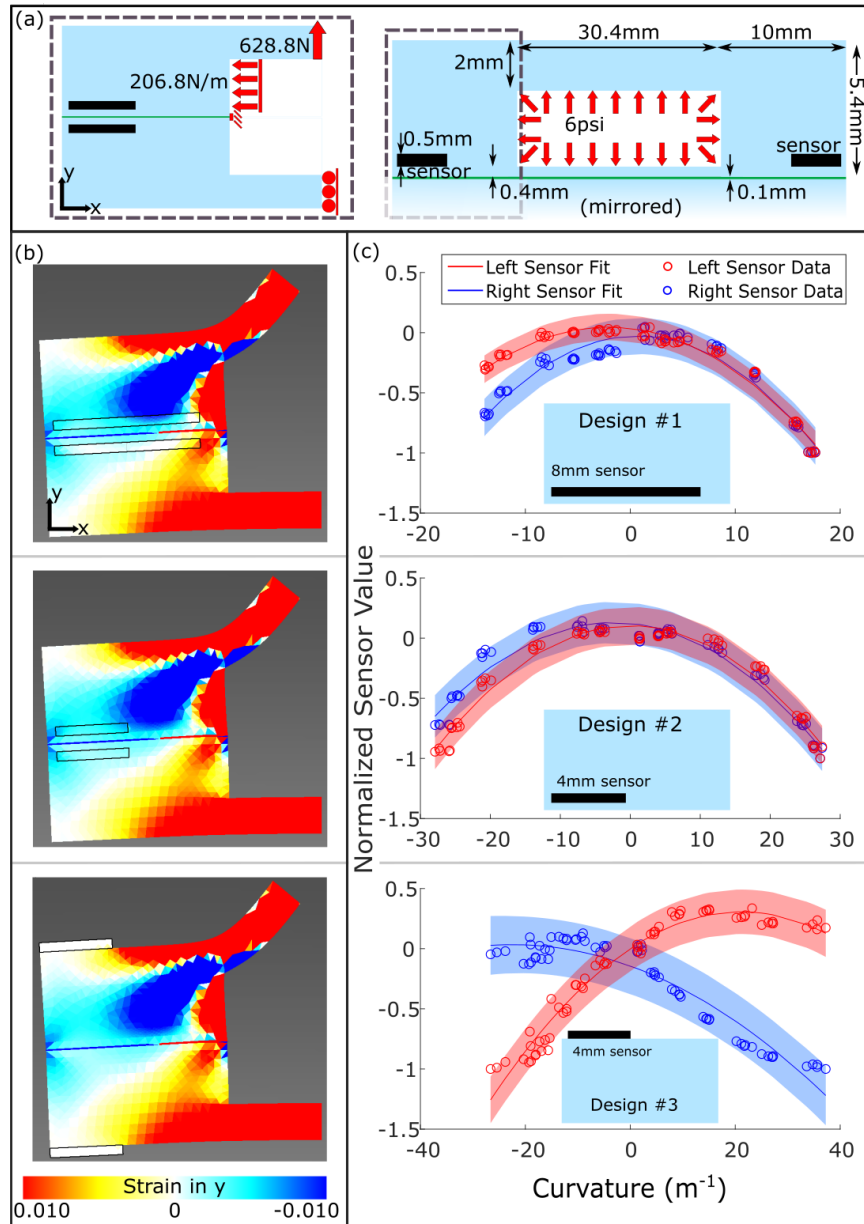 (a)
628.8N
206.8N/m
y
x
30.4mm
10mm
2mm
5.4mm
6psi
0.5mm
sensor
sensor
0.4mm
0.1mm
(mirrored)
(b)
y
x
Strain in y
0.010 0 -0.010
(c)
Left Sensor Fit Left Sensor Data
Right Sensor Fit Right Sensor Data
Normalized Sensor Value
0.5
0
-0.5
-1
-1.5
Design #1
8mm sensor
-20 -10 0 10 20
0.5
0
-0.5
-1
-1.5
Design #2
4mm sensor
-30 -20 -10 0 10 20 30
0.5
0
-0.5
-1
-1.5
4mm sensor
Design #3
-40 -20 0 20 40
Curvature (m⁻¹)